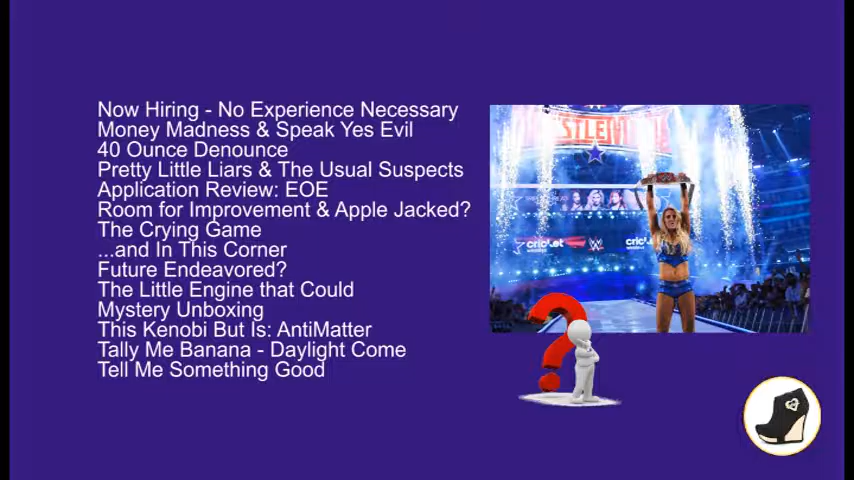 Now Hiring - No Experience Necessary
Money Madness & Speak Yes Evil
40 Ounce Denounce
Pretty Little Liars & The Usual Suspects
Application Review: EOE
Room for Improvement & Apple Jacked?
The Crying Game
...and In This Corner
Future Endeavored?
The Little Engine that Could
Mystery Unboxing
This Kenobi But Is: AntiMatter
Tally Me Banana - Daylight Come
Tell Me Something Good
cricket
W
cricket